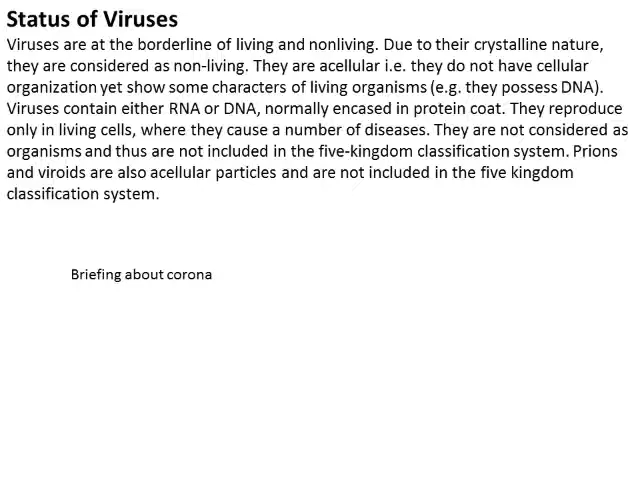 Status of Viruses
Viruses are at the borderline of living and nonliving. Due to their crystalline nature,
they are considered as non-living. They are acellular i.e. they do not have cellular
organization yet show some characters of living organisms (e.g. they possess DNA).
Viruses contain either RNA or DNA, normally encased in protein coat. They reproduce
only in living cells, where they cause a number of diseases. They are not considered as
organisms and thus are not included in the five-kingdom classification system. Prions
and viroids are also acellular particles and are not included in the five kingdom
classification system.
Briefing about corona